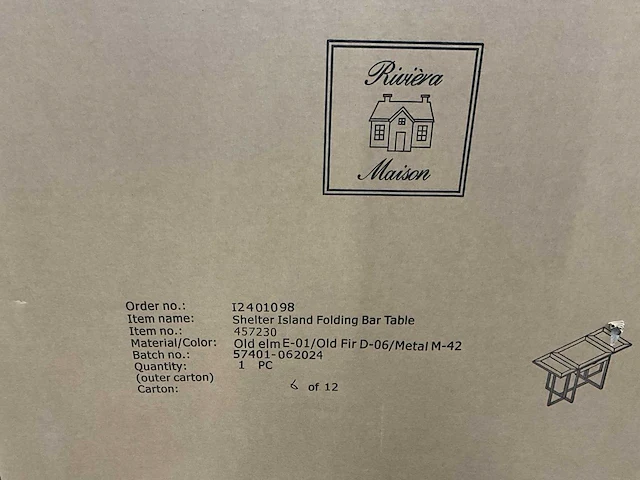 Rivièra
Maison
Order no.: I2401098
Item name: Shelter Island Folding Bar Table
Item no.: 457230
Material/Color: Old elm E-01/Old Fir D-06/Metal M-42
Batch no.: 57401-062024
Quantity: 1 PC
(outer carton)
Carton: 6 of 12